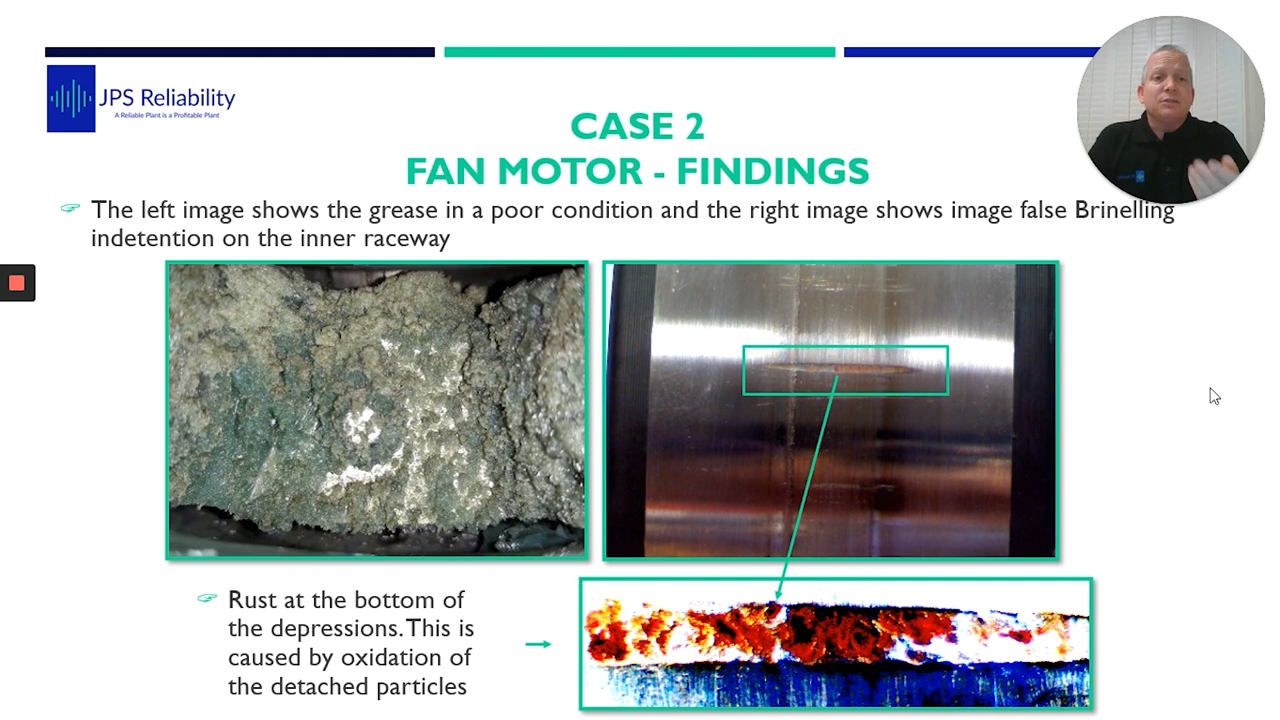 JPS Reliability
A Reliable Plant is a Profitable Plant
CASE 2
FAN MOTOR - FINDINGS
The left image shows the grease in a poor condition and the right image shows image false Brinelling
indetention on the inner raceway
Rust at the bottom of
the depressions. This is
caused by oxidation of
the detached particles